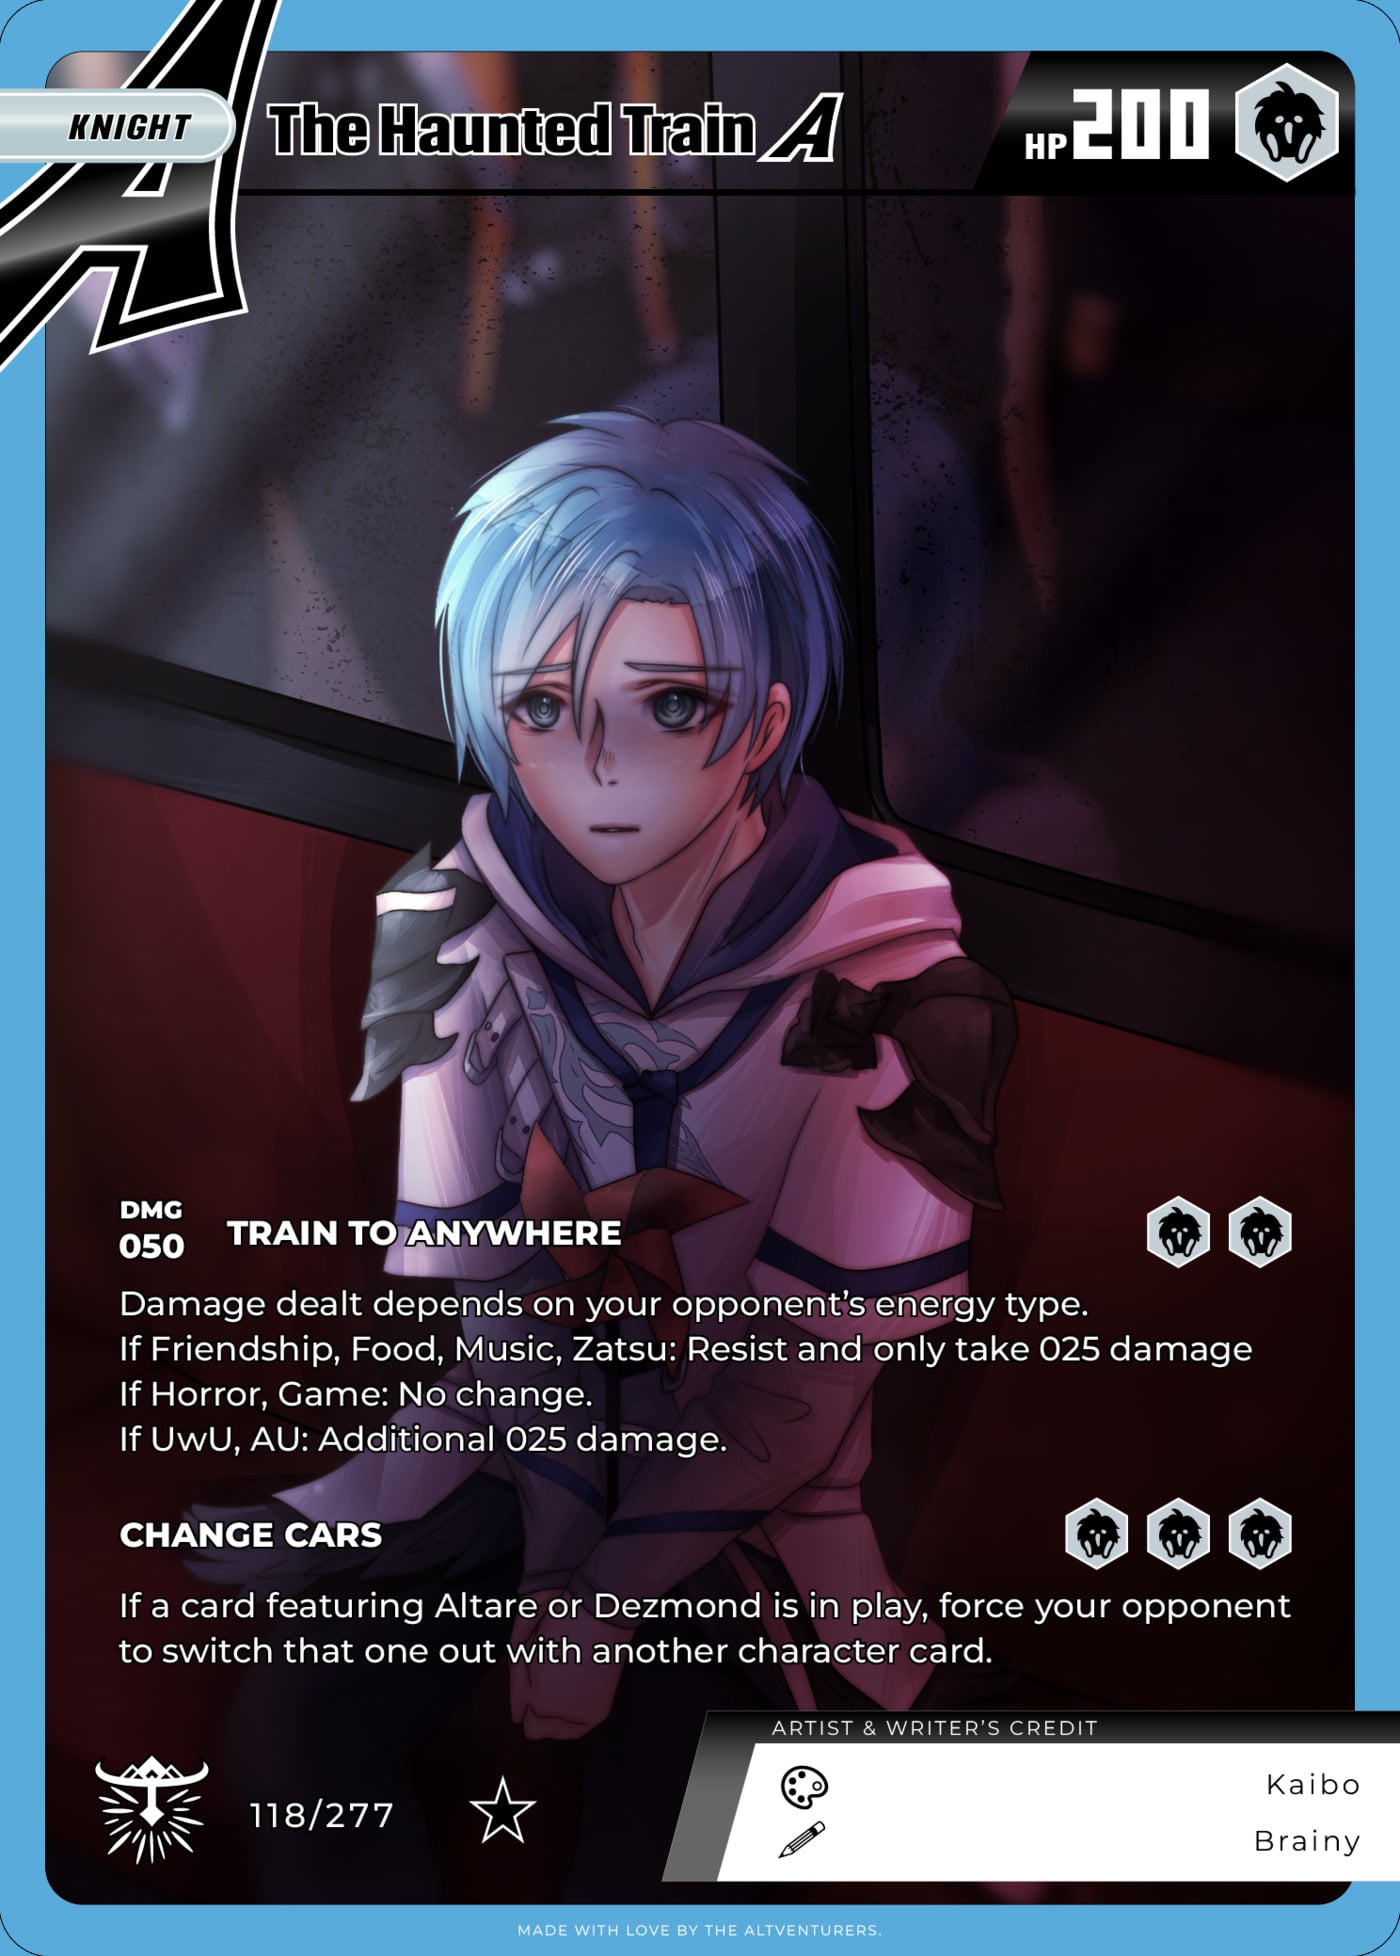 KNIGHT
The Haunted Train A
HP 200
DMG
050
TRAIN TO ANYWHERE
Damage dealt depends on your opponent’s energy type.
If Friendship, Food, Music, Zatsu: Resist and only take 025 damage
If Horror, Game: No change.
If UwU, AU: Additional 025 damage.
CHANGE CARS
If a card featuring Altare or Dezmond is in play, force your opponent
to switch that one out with another character card.
ARTIST & WRITER’S CREDIT
Kaibo
Brainy
118/277
MADE WITH LOVE BY THE ALTVENTURERS.